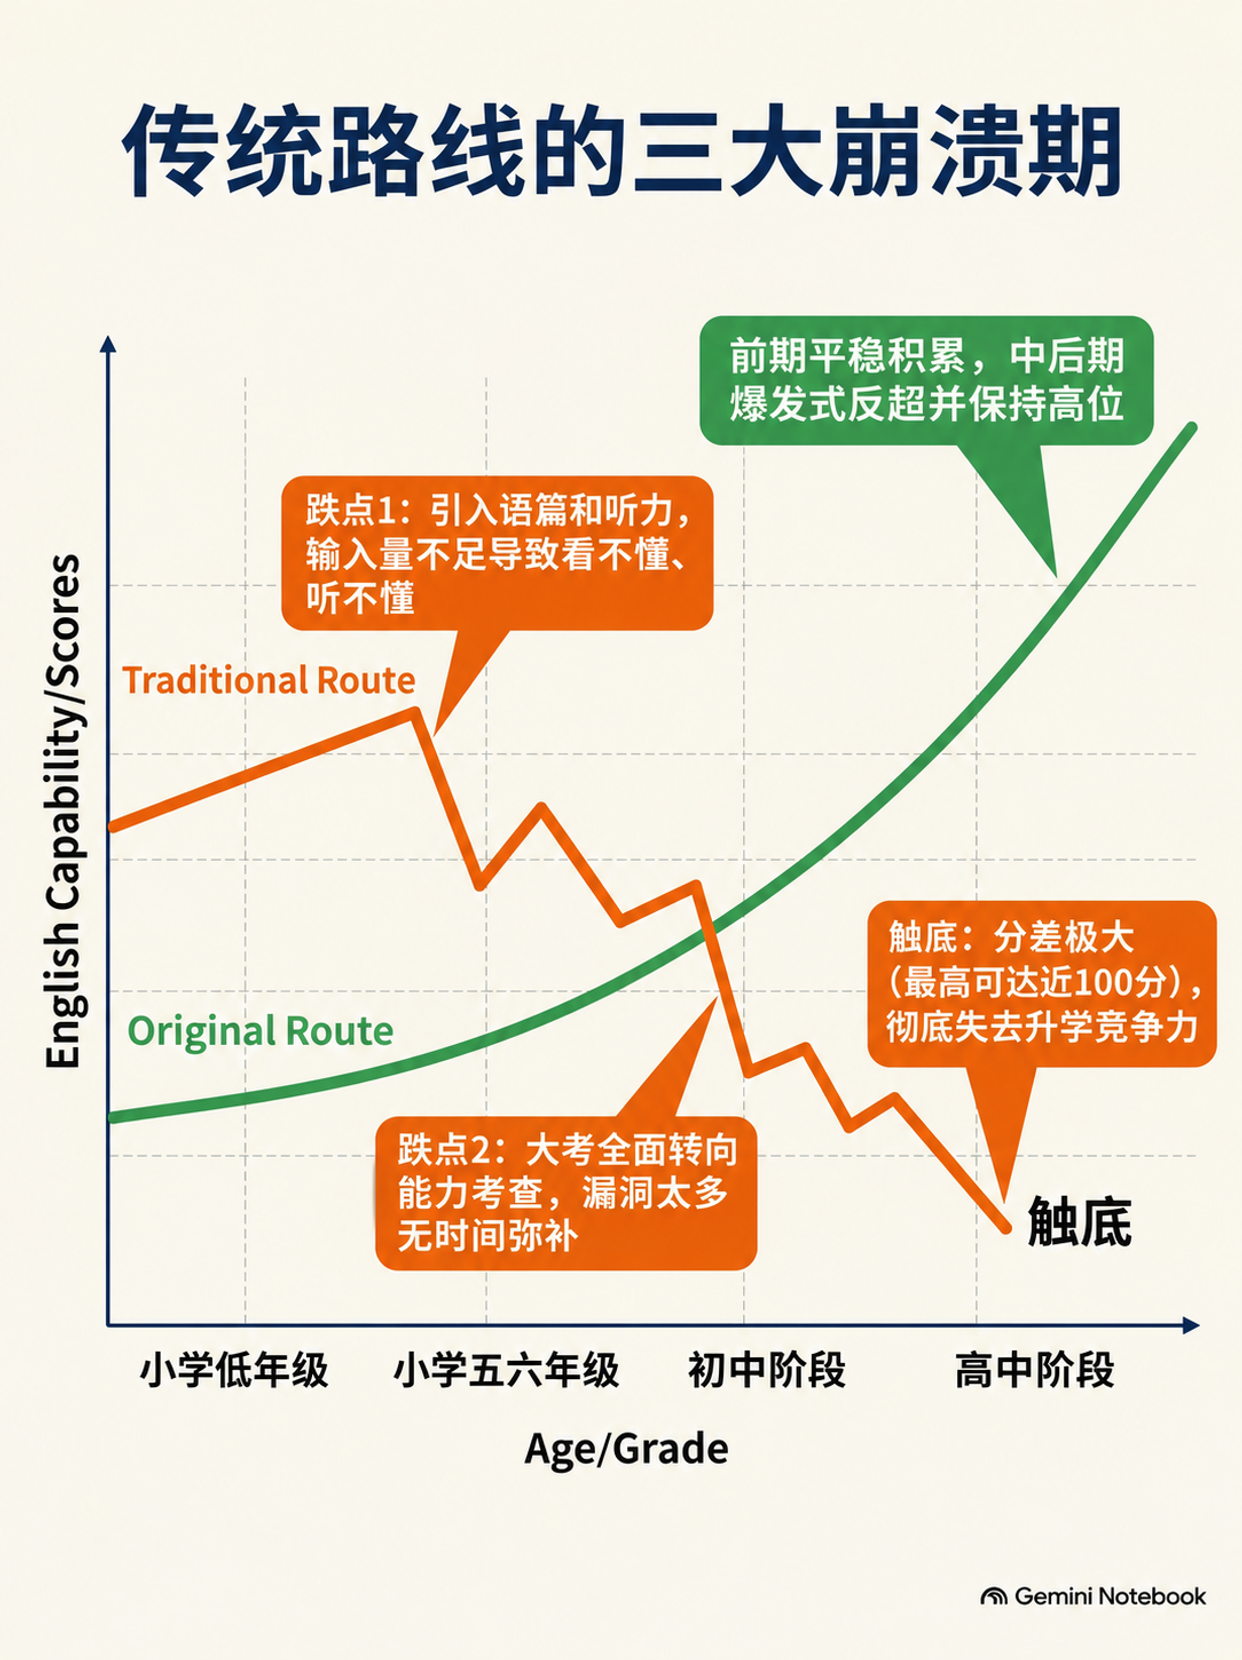 传统路线的三大崩溃期
前期平稳积累，中后期
爆发式反超并保持高位
跌点1：引入语篇和听力，
输入量不足导致看不懂、
听不懂
Traditional Route
English Capability/Scores
触底：分差极大
（最高可达近100分），
彻底失去升学竞争力
Original Route
跌点2：大考全面转向
能力考查，漏洞太多
无时间弥补
触底
小学低年级
小学五六年级
初中阶段
高中阶段
Age/Grade
Gemini Notebook